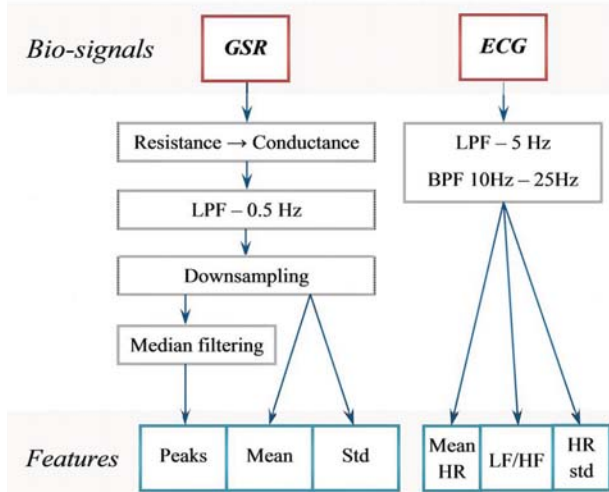 Bio-signals
GSR
ECG
Resistance → Conductance
LPF – 0.5 Hz
Downsampling
Median filtering
LPF – 5 Hz
BPF 10Hz – 25Hz
Features
Peaks
Mean
Std
Mean
HR
LF/HF
HR
std